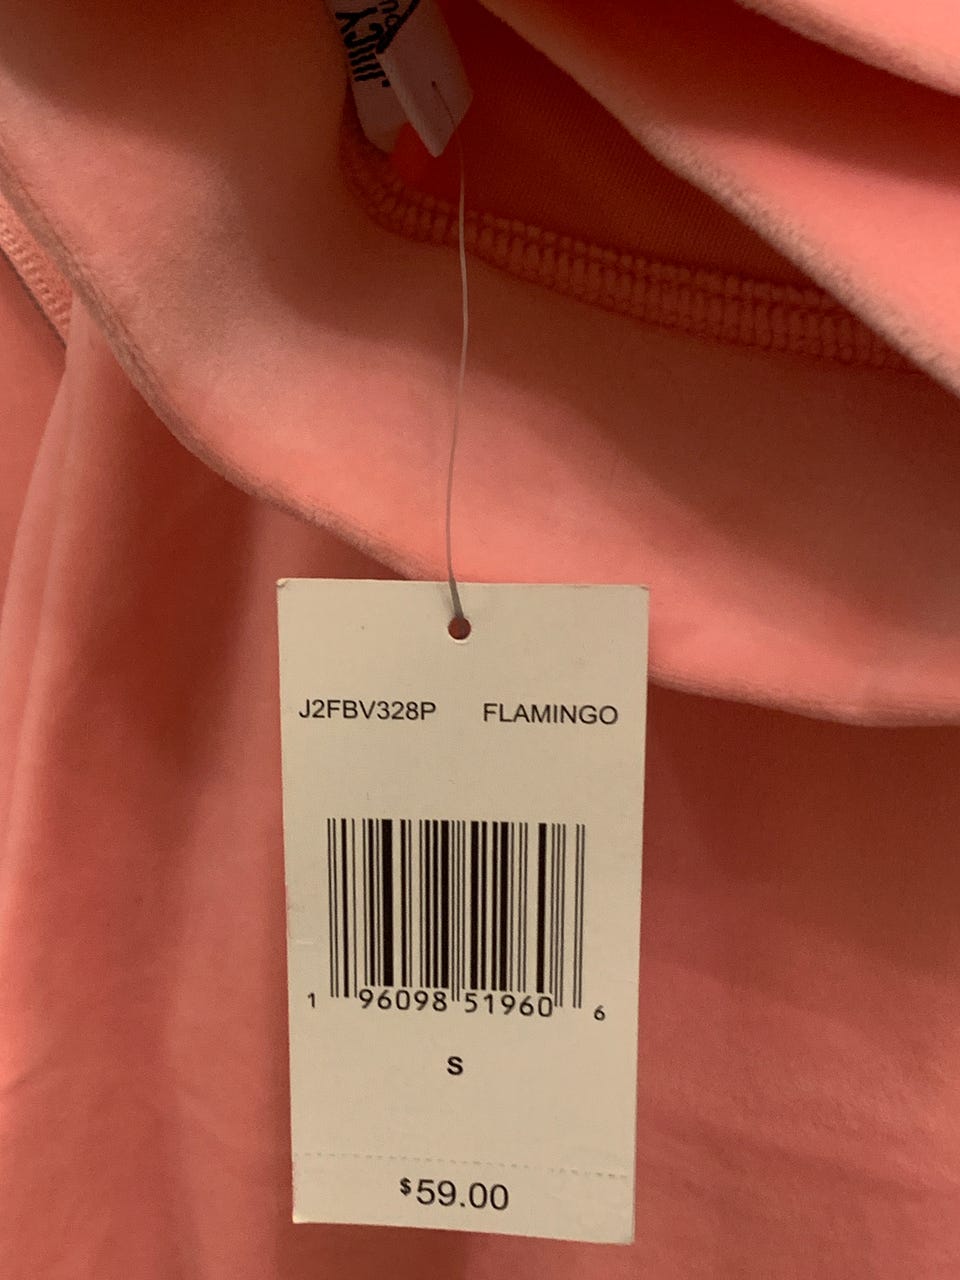 J2FBV328P FLAMINGO
1 96098 51960 6
S
$59.00